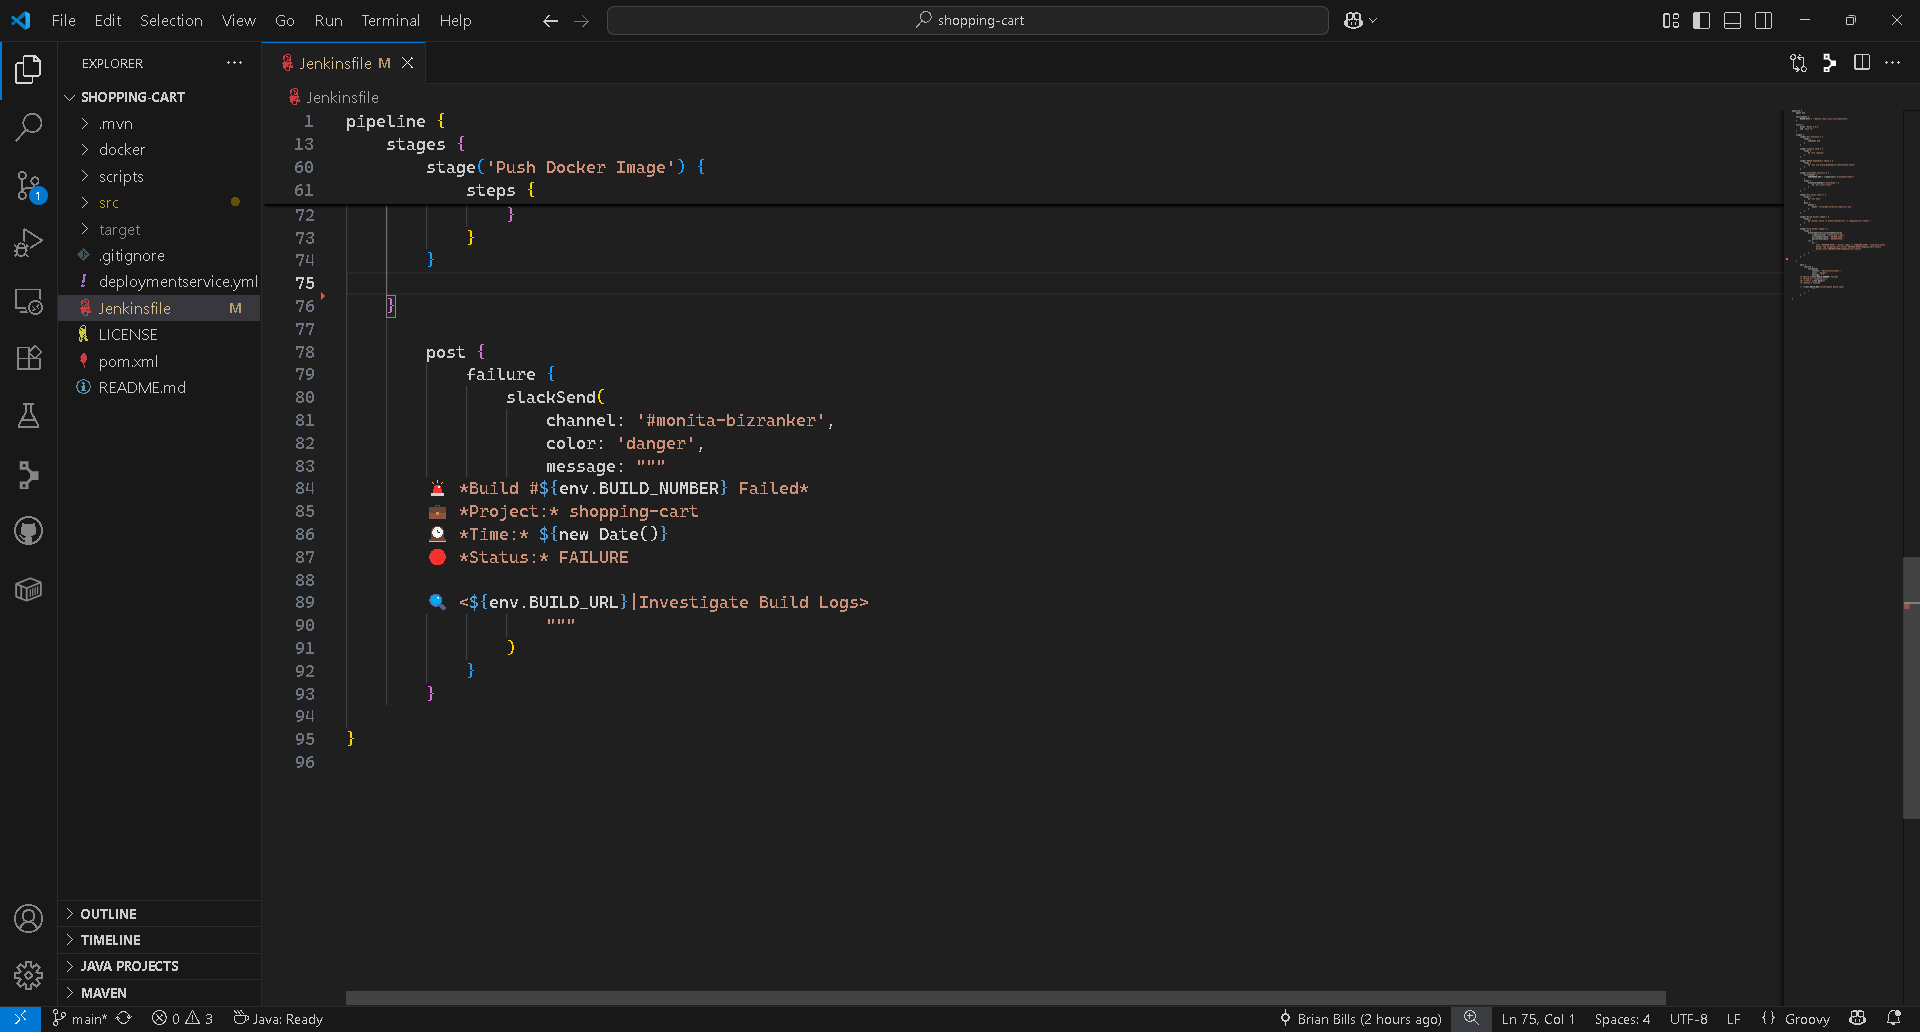 File Edit Selection View Go Run Terminal Help
shopping-cart
EXPLORER
SHOPPING-CART
.mvn
docker
scripts
1
src
target
.gitignore
! deploymentservice.yml
Jenkinsfile M
LICENSE
pom.xml
README.md
OUTLINE
TIMELINE
JAVA PROJECTS
MAVEN
Jenkinsfile M
Jenkinsfile
1 pipeline {
13 stages {
60 stage('Push Docker Image') {
61 steps {
72 }
73 }
74 }
75
76 }
77
78 post {
79 failure {
80 slackSend(
81 channel: '#monita-bizranker',
82 color: 'danger',
83 message: """
84 🚨 *Build #${env.BUILD_NUMBER} Failed*
85 💼 *Project:* shopping-cart
86 🕰 *Time:* ${new Date()}
87 🔴 *Status:* FAILURE
88
89 🔍 <${env.BUILD_URL}|Investigate Build Logs>
90 """
91 )
92 }
93 }
94
95 }
96
main* 0 3 Java: Ready Brian Bills (2 hours ago) Ln 75, Col 1 Spaces: 4 UTF-8 LF {} Groovy